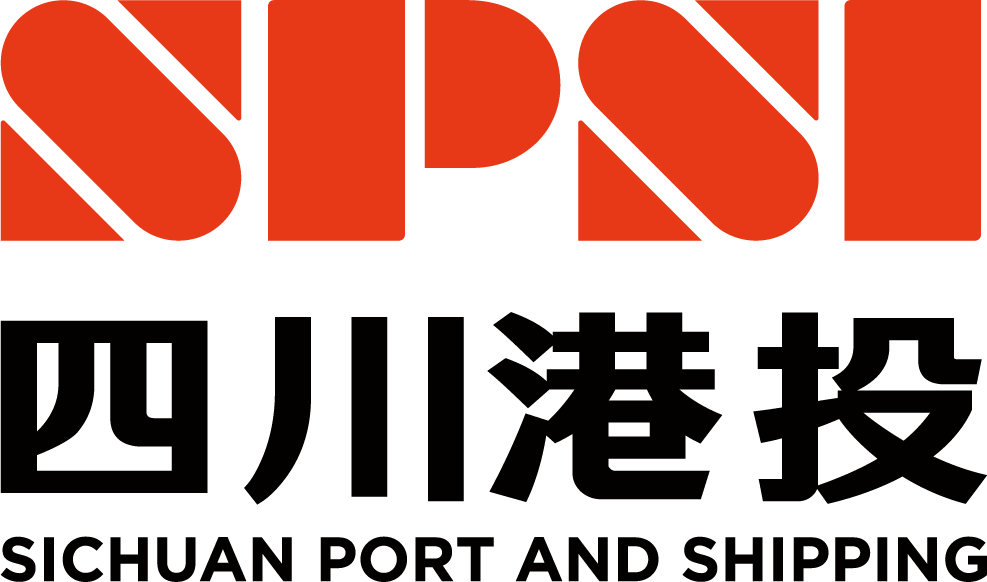 SPSI
四川港投
SICHUAN PORT AND SHIPPING